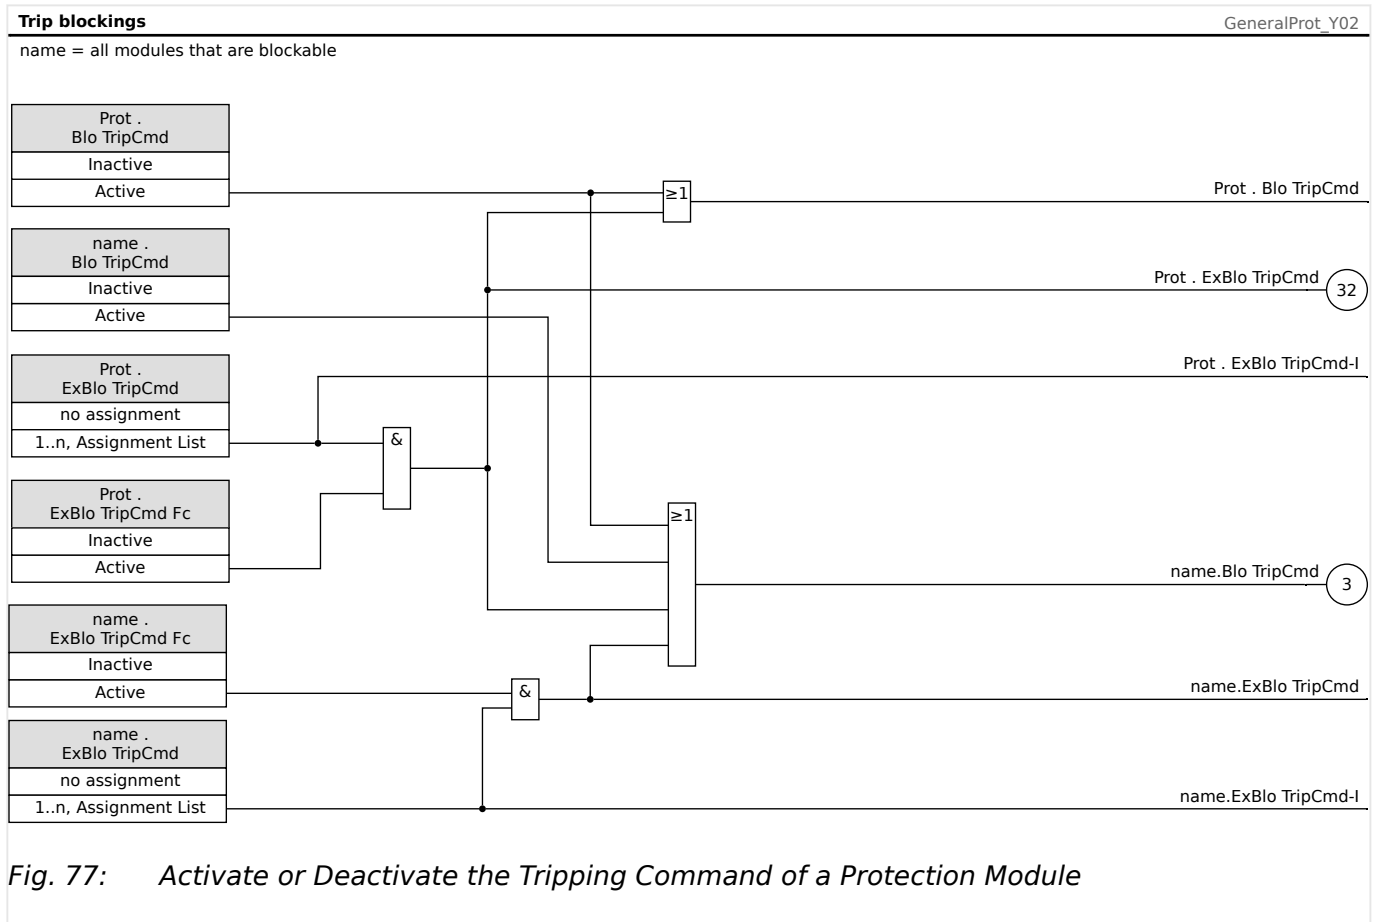 Trip blockings
GeneralProt_Y02
name = all modules that are blockable
Prot .
Blo TripCmd
Inactive
Active
≥1
Prot . Blo TripCmd
name .
Blo TripCmd
Inactive
Active
Prot . ExBlo TripCmd
32
Prot .
ExBlo TripCmd
no assignment
1..n, Assignment List
Prot . ExBlo TripCmd-I
&
Prot .
ExBlo TripCmd Fc
Inactive
Active
≥1
name.Blo TripCmd
3
name .
ExBlo TripCmd Fc
Inactive
Active
&
name.ExBlo TripCmd
name .
ExBlo TripCmd
no assignment
1..n, Assignment List
name.ExBlo TripCmd-I
Fig. 77: Activate or Deactivate the Tripping Command of a Protection Module